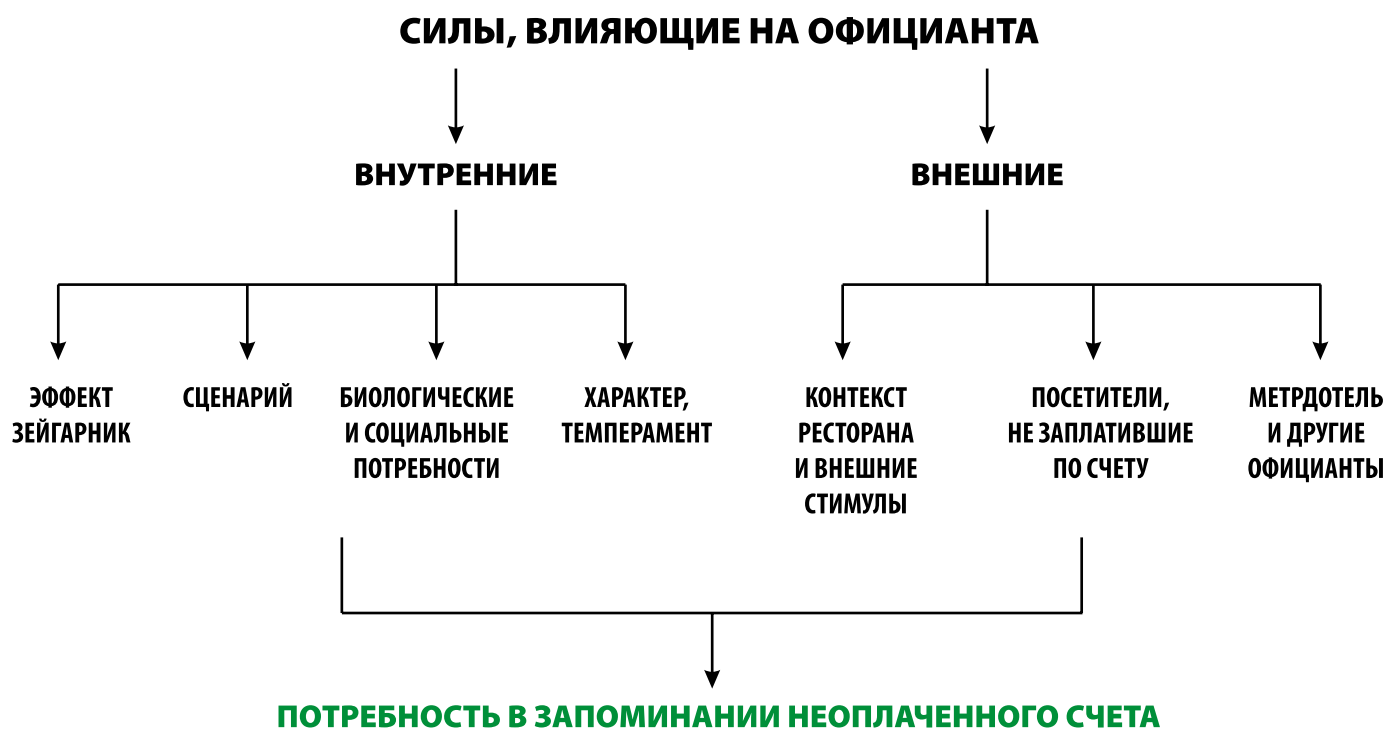 СИЛЫ, ВЛИЯЮЩИЕ НА ОФИЦИАНТА
ВНУТРЕННИЕ
ВНЕШНИЕ
ЭФФЕКТ
ЗЕЙГАРНИК
СЦЕНАРИЙ
БИОЛОГИЧЕСКИЕ
И СОЦИАЛЬНЫЕ
ПОТРЕБНОСТИ
ХАРАКТЕР,
ТЕМПЕРАМЕНТ
КОНТЕКСТ
РЕСТОРАНА
И ВНЕШНИЕ
СТИМУЛЫ
ПОСЕТИТЕЛИ,
НЕ ЗАПЛАТИВШИЕ
ПО СЧЕТУ
МЕТРДОТЕЛЬ
И ДРУГИЕ
ОФИЦИАНТЫ
ПОТРЕБНОСТЬ В ЗАПОМИНАНИИ НЕОПЛАЧЕННОГО СЧЕТА